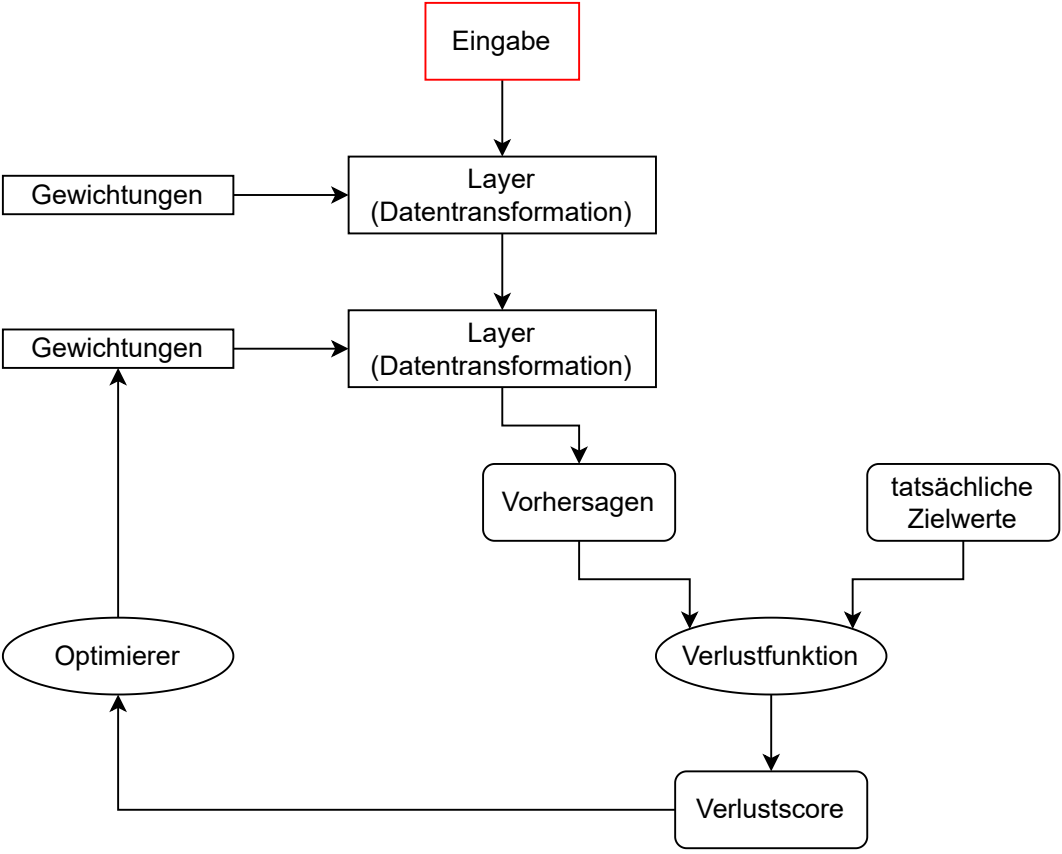 Eingabe
Gewichtungen
Layer
(Datentransformation)
Gewichtungen
Layer
(Datentransformation)
Vorhersagen
tatsächliche
Zielwerte
Optimierer
Verlustfunktion
Verlustscore